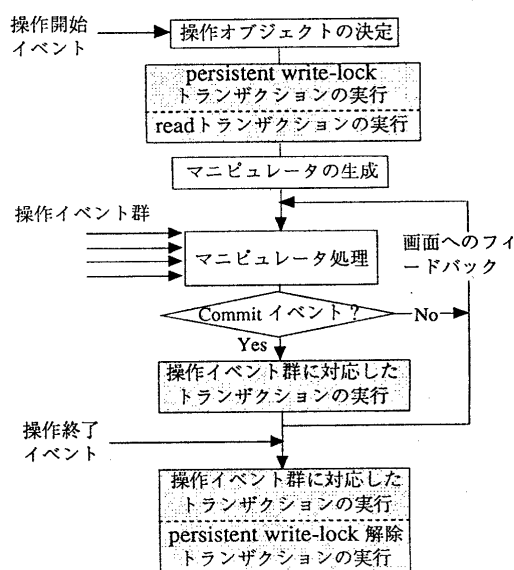 操作開始
イベント
操作オブジェクトの決定
persistent write-lock
トランザクションの実行
readトランザクションの実行
マニピュレータの生成
操作イベント群
マニピュレータ処理
画面へのフィ
ードバック
Commit イベント？
No
Yes
操作イベント群に対応した
トランザクションの実行
操作終了
イベント
操作イベント群に対応した
トランザクションの実行
persistent write-lock 解除
トランザクションの実行